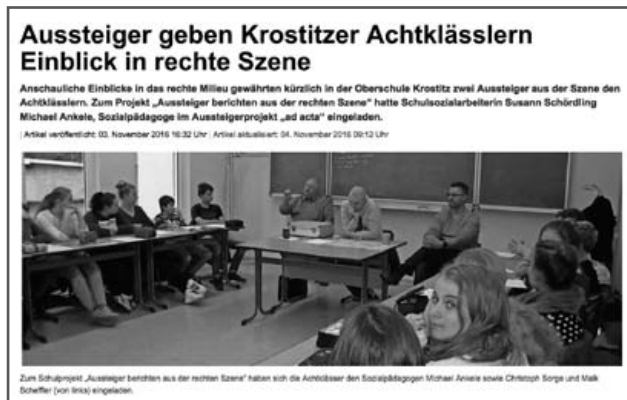 Aussteiger geben Krostitzer Achtklässlern
Einblick in rechte Szene
Anschauliche Einblicke in das rechte Milieu gewährten kürzlich in der Oberschule Krostitz zwei Aussteiger aus der Szene den
Achtklässlern. Zum Projekt „Aussteiger berichten aus der rechten Szene“ hatte Schulsozialarbeiterin Susann Schördling
Michael Ankele, Sozialpädagoge im Aussteigerprojekt „ad acta“ eingeladen.
| Artikel veröffentlicht: 03. November 2016 16:32 Uhr | Artikel aktualisiert: 04. November 2016 09:12 Uhr
Zum Schulprojekt „Aussteiger berichten aus der rechten Szene“ haben sich die Achtklässer den Sozialpädagogen Michael Ankele sowie Christoph Sorge und Maik
Scheffler (von links) eingeladen.